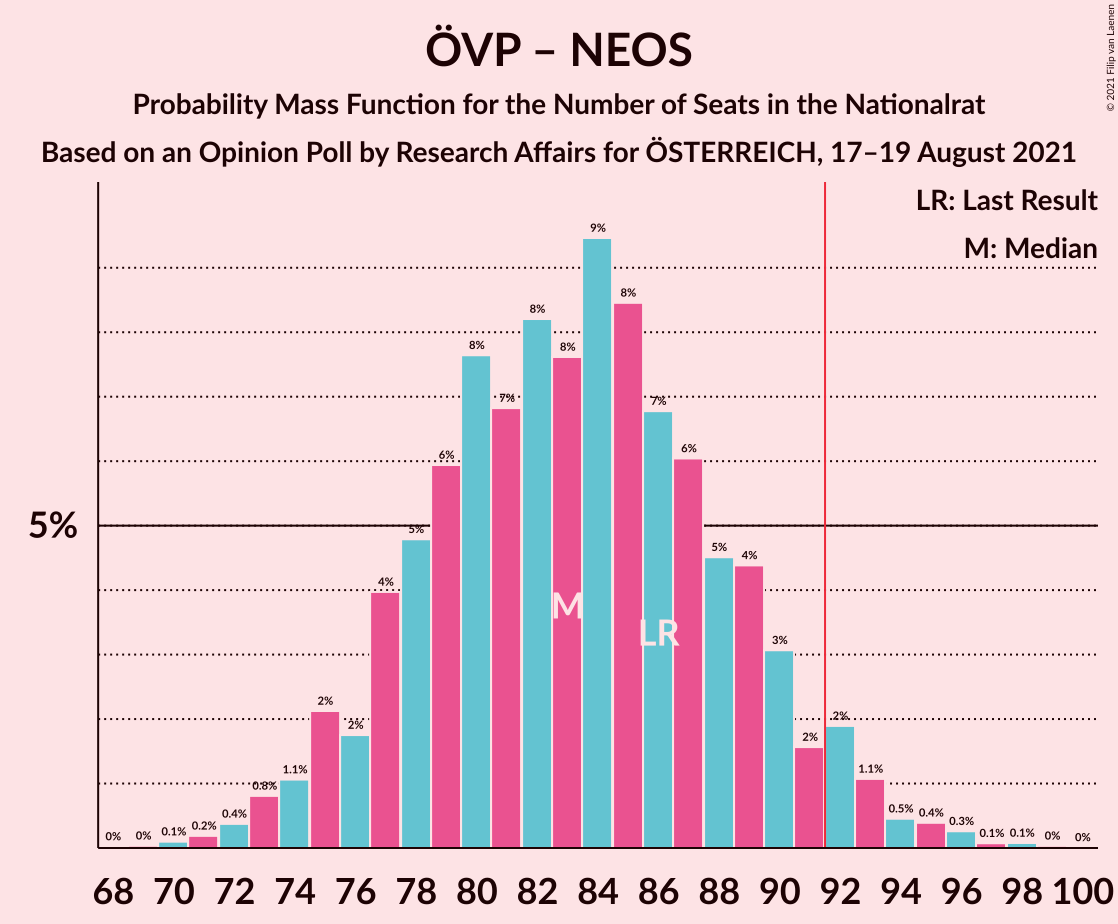 ÖVP – NEOS
Probability Mass Function for the Number of Seats in the Nationalrat
Based on an Opinion Poll by Research Affairs for ÖSTERREICH, 17–19 August 2021
© 2021 Filip van Laenen
LR: Last Result
M: Median
5%
0% 0% 0.1% 0.2% 0.4% 0.8% 1.1% 2% 2% 4% 5% 6% 8% 7% 8% 8% 9% 8% 7% 6% 5% 4% 3% 2% 2% 1.1% 0.5% 0.4% 0.3% 0.1% 0.1% 0% 0%
M
LR
68 70 72 74 76 78 80 82 84 86 88 90 92 94 96 98 100